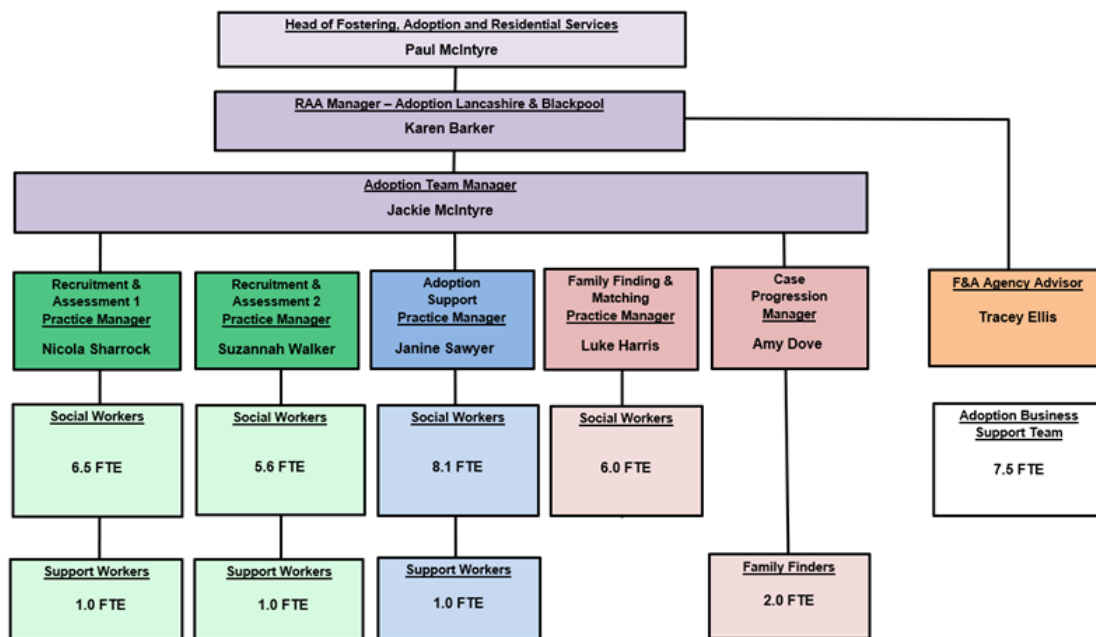 Head of Fostering, Adoption and Residential Services
Paul McIntyre
RAA Manager – Adoption Lancashire & Blackpool
Karen Barker
Adoption Team Manager
Jackie McIntyre
Recruitment &
Assessment 1
Practice Manager
Nicola Sharrock
Recruitment &
Assessment 2
Practice Manager
Suzannah Walker
Adoption
Support
Practice Manager
Janine Sawyer
Family Finding &
Matching
Practice Manager
Luke Harris
Case
Progression
Manager
Amy Dove
F&A Agency Advisor
Tracey Ellis
Social Workers
6.5 FTE
Social Workers
5.6 FTE
Social Workers
8.1 FTE
Social Workers
6.0 FTE
Adoption Business
Support Team
7.5 FTE
Support Workers
1.0 FTE
Support Workers
1.0 FTE
Support Workers
1.0 FTE
Family Finders
2.0 FTE